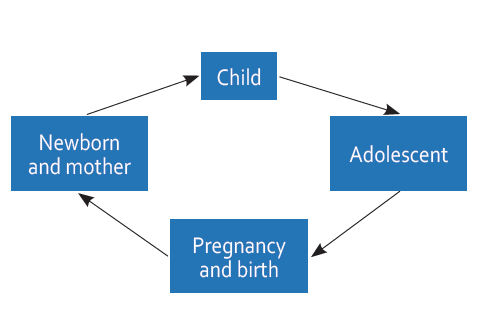 Child
Adolescent
Pregnancy
and birth
Newborn
and mother